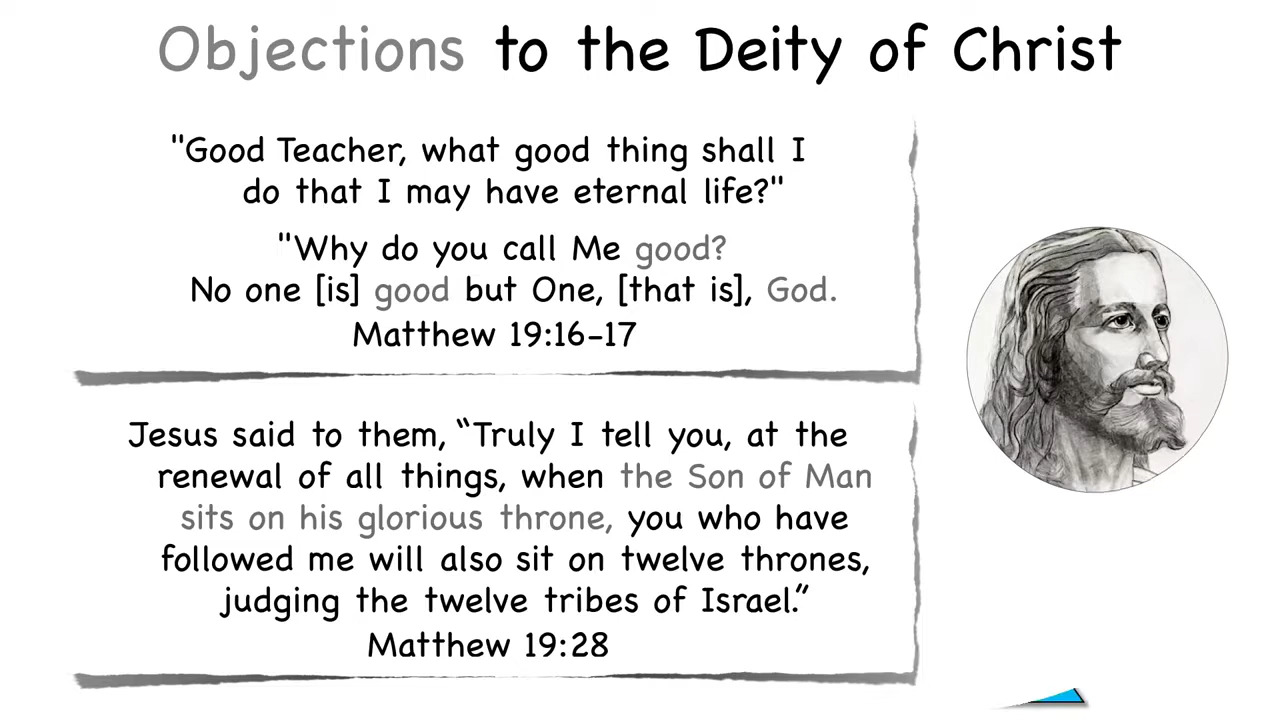 Objections to the Deity of Christ
"Good Teacher, what good thing shall I
do that I may have eternal life?"
"Why do you call Me good?
No one [is] good but One, [that is], God.
Matthew 19:16-17
Jesus said to them, “Truly I tell you, at the
renewal of all things, when the Son of Man
sits on his glorious throne, you who have
followed me will also sit on twelve thrones,
judging the twelve tribes of Israel.”
Matthew 19:28